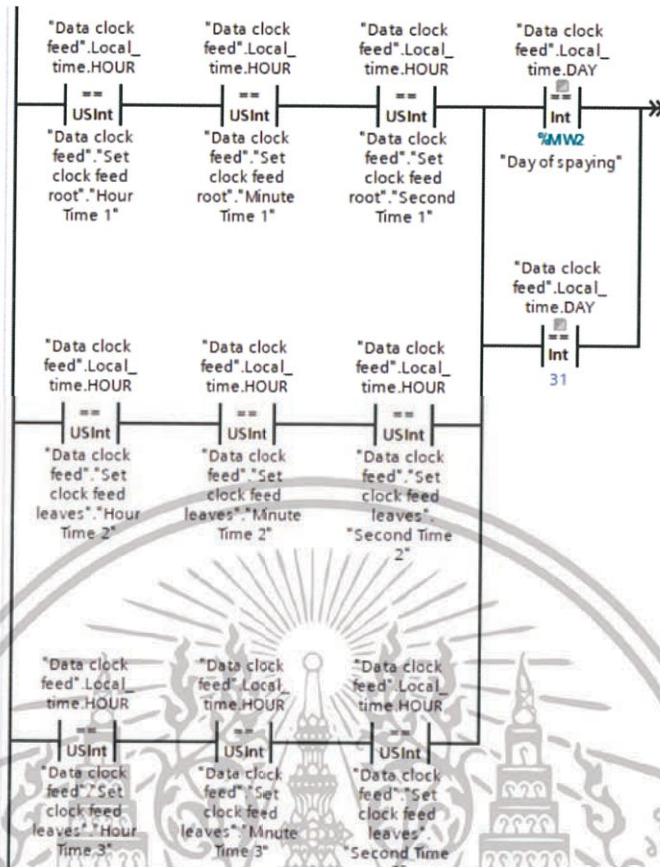 "Data clock
feed".Local_
time.HOUR
==
USInt
"Data clock
feed"."Set
clock feed
root"."Hour
Time 1"
"Data clock
feed".Local_
time.HOUR
==
USInt
"Data clock
feed"."Set
clock feed
root"."Minute
Time 1"
"Data clock
feed".Local_
time.HOUR
==
USInt
"Data clock
feed"."Set
clock feed
root"."Second
Time 1"
"Data clock
feed".Local_
time.DAY
==
Int
%MW2
"Day of spaying"
"Data clock
feed".Local_
time.DAY
==
Int
31
"Data clock
feed".Local_
time.HOUR
==
USInt
"Data clock
feed"."Set
clock feed
leaves"."Hour
Time 2"
"Data clock
feed".Local_
time.HOUR
==
USInt
"Data clock
feed"."Set
clock feed
leaves"."Minute
Time 2"
"Data clock
feed".Local_
time.HOUR
==
USInt
"Data clock
feed"."Set
clock feed
leaves".
"Second Time
2"
"Data clock
feed".Local_
time.HOUR
==
USInt
"Data clock
feed"."Set
clock feed
leaves"."Hour
Time 3"
"Data clock
feed".Local_
time.HOUR
==
USInt
"Data clock
feed"."Set
clock feed
leaves"."Minute
Time 3"
"Data clock
feed".Local_
time.HOUR
==
USInt
"Data clock
feed"."Set
clock feed
leaves".
"Second Time